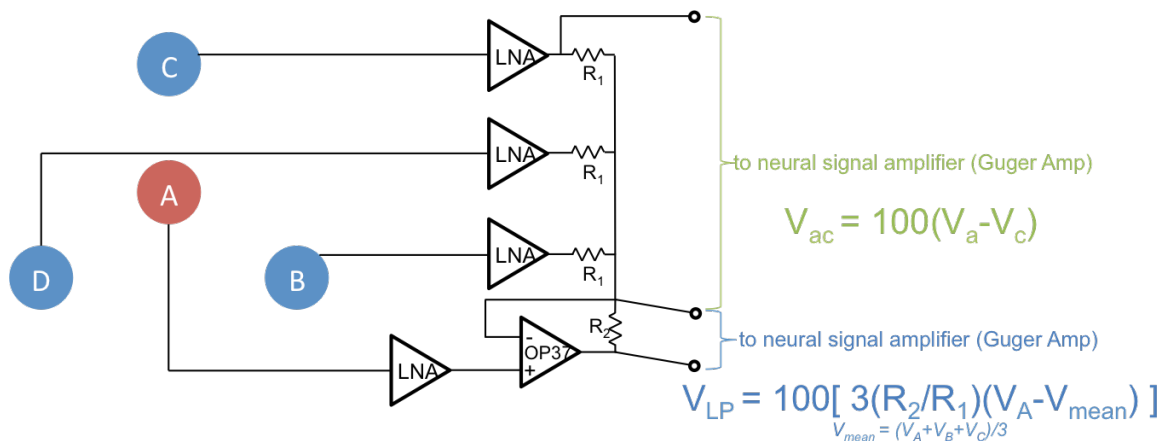 C
LNA
R₁
LNA
R₁
A
to neural signal amplifier (Guger Amp)
Vac = 100(Va-Vc)
D
B
LNA
R₁
R₂
-
OP37
+
LNA
to neural signal amplifier (Guger Amp)
VLP = 100[ 3(R₂/R₁)(VA-Vmean) ]
Vmean = (VA+VB+VC)/3